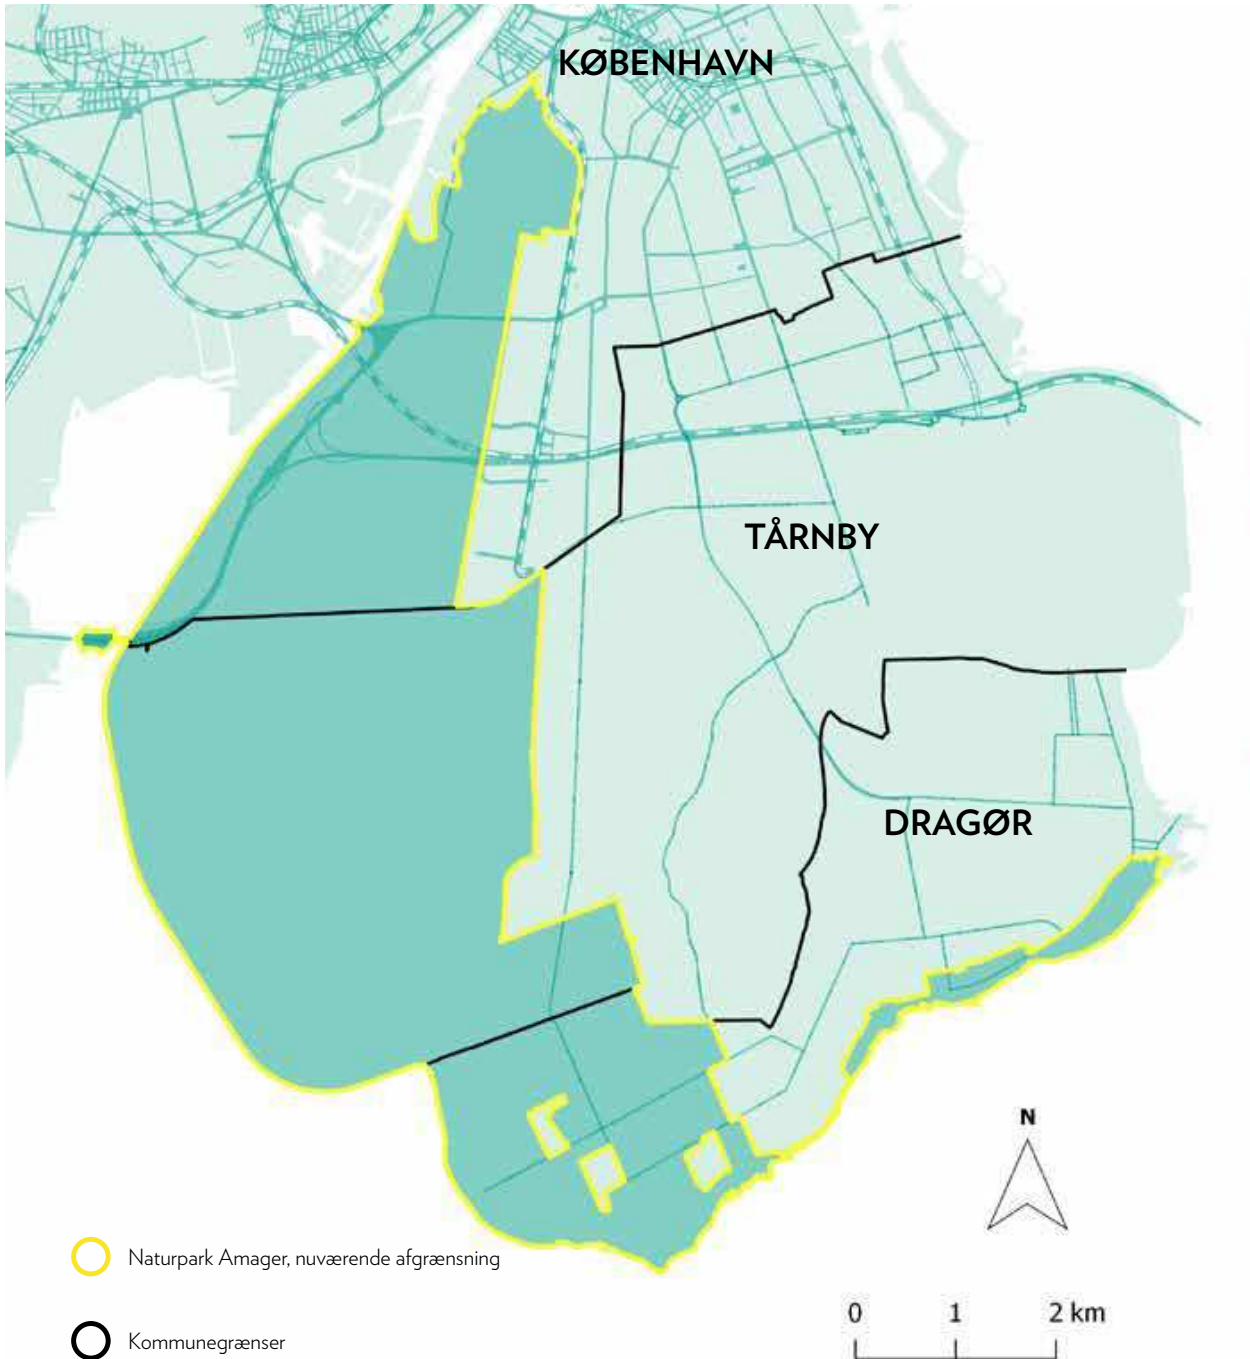 KØBENHAVN
TÅRNBY
DRAGØR
N
Naturpark Amager, nuværende afgrænsning
0 1 2 km
Kommunegrænser